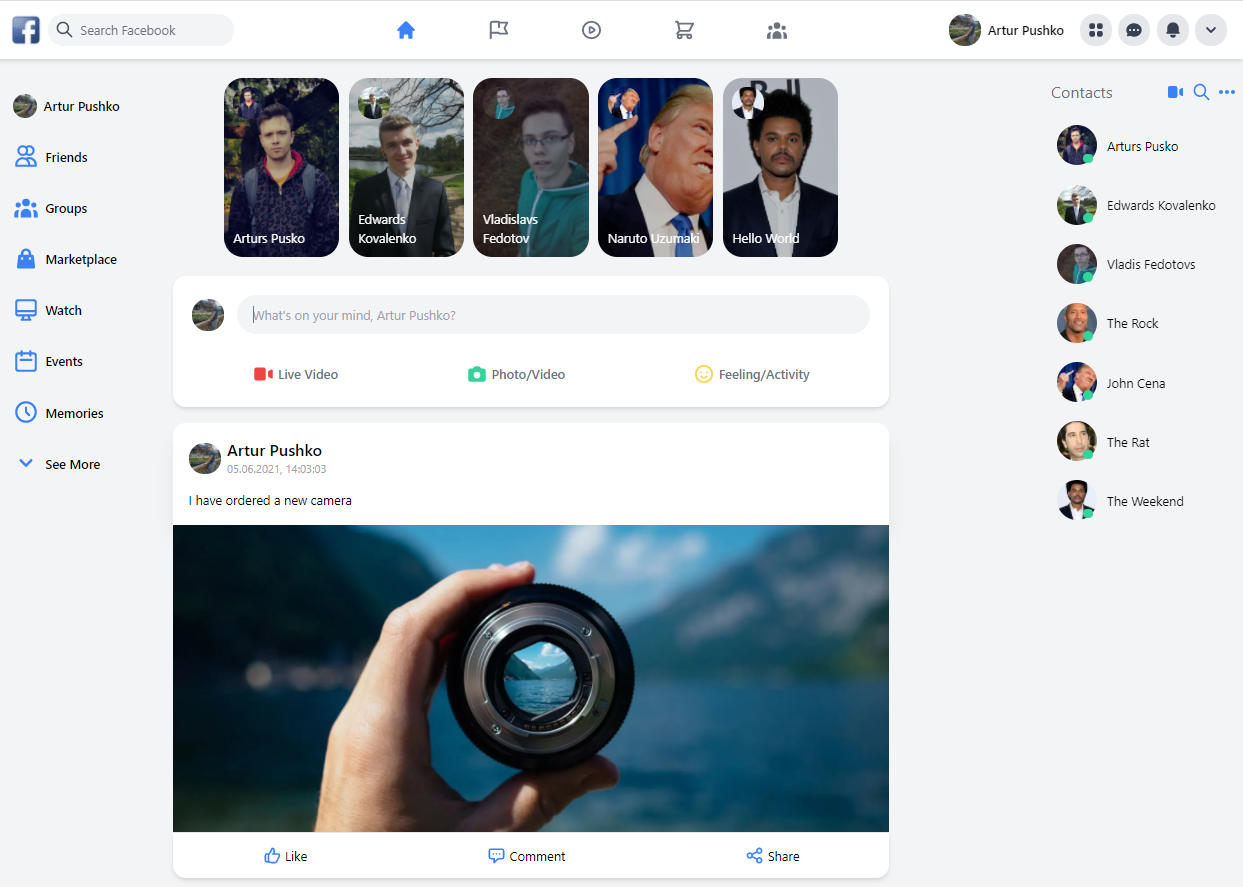 Search Facebook
Artur Pushko
Artur Pushko
Friends
Groups
Marketplace
Watch
Events
Memories
See More
Arturs Pusko
Edwards
Kovalenko
Vladislavs
Fedotov
Naruto Uzumaki
Hello World
What's on your mind, Artur Pushko?
Live Video
Photo/Video
Feeling/Activity
Artur Pushko
05.06.2021, 14:03:03
I have ordered a new camera
Like
Comment
Share
Contacts
Arturs Pusko
Edwards Kovalenko
Vladis Fedotovs
The Rock
John Cena
The Rat
The Weekend